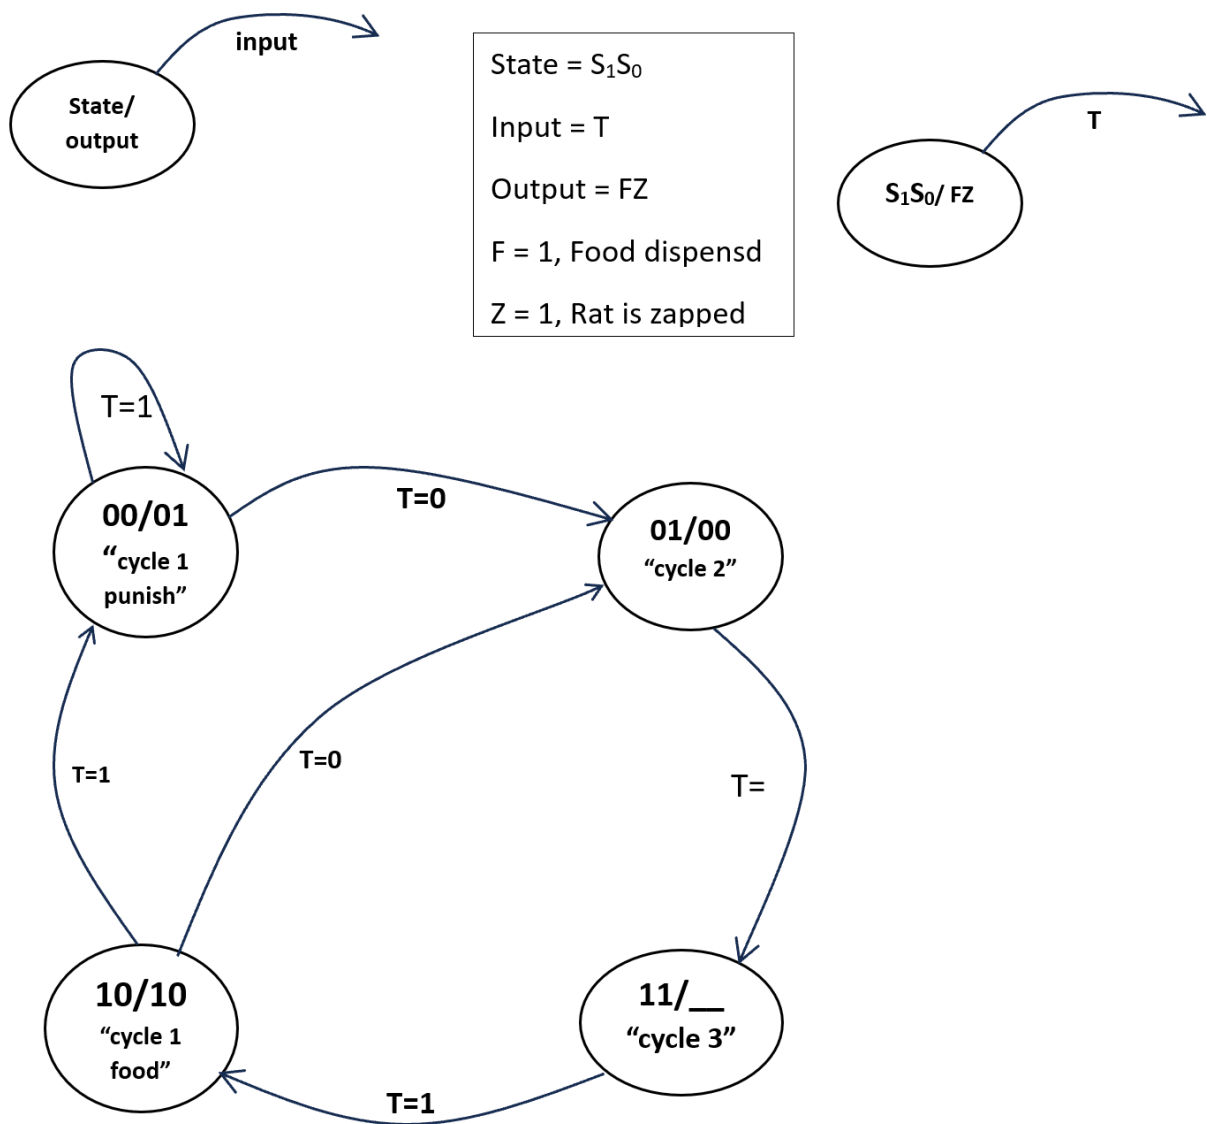 input
State/
output
State = S₁S₀
Input = T
Output = FZ
F = 1, Food dispensd
Z = 1, Rat is zapped
T
S₁S₀/ FZ
T=1
00/01
“cycle 1
punish”
T=0
01/00
“cycle 2”
T=1
T=0
T=
10/10
“cycle 1
food”
11/__
“cycle 3”
T=1